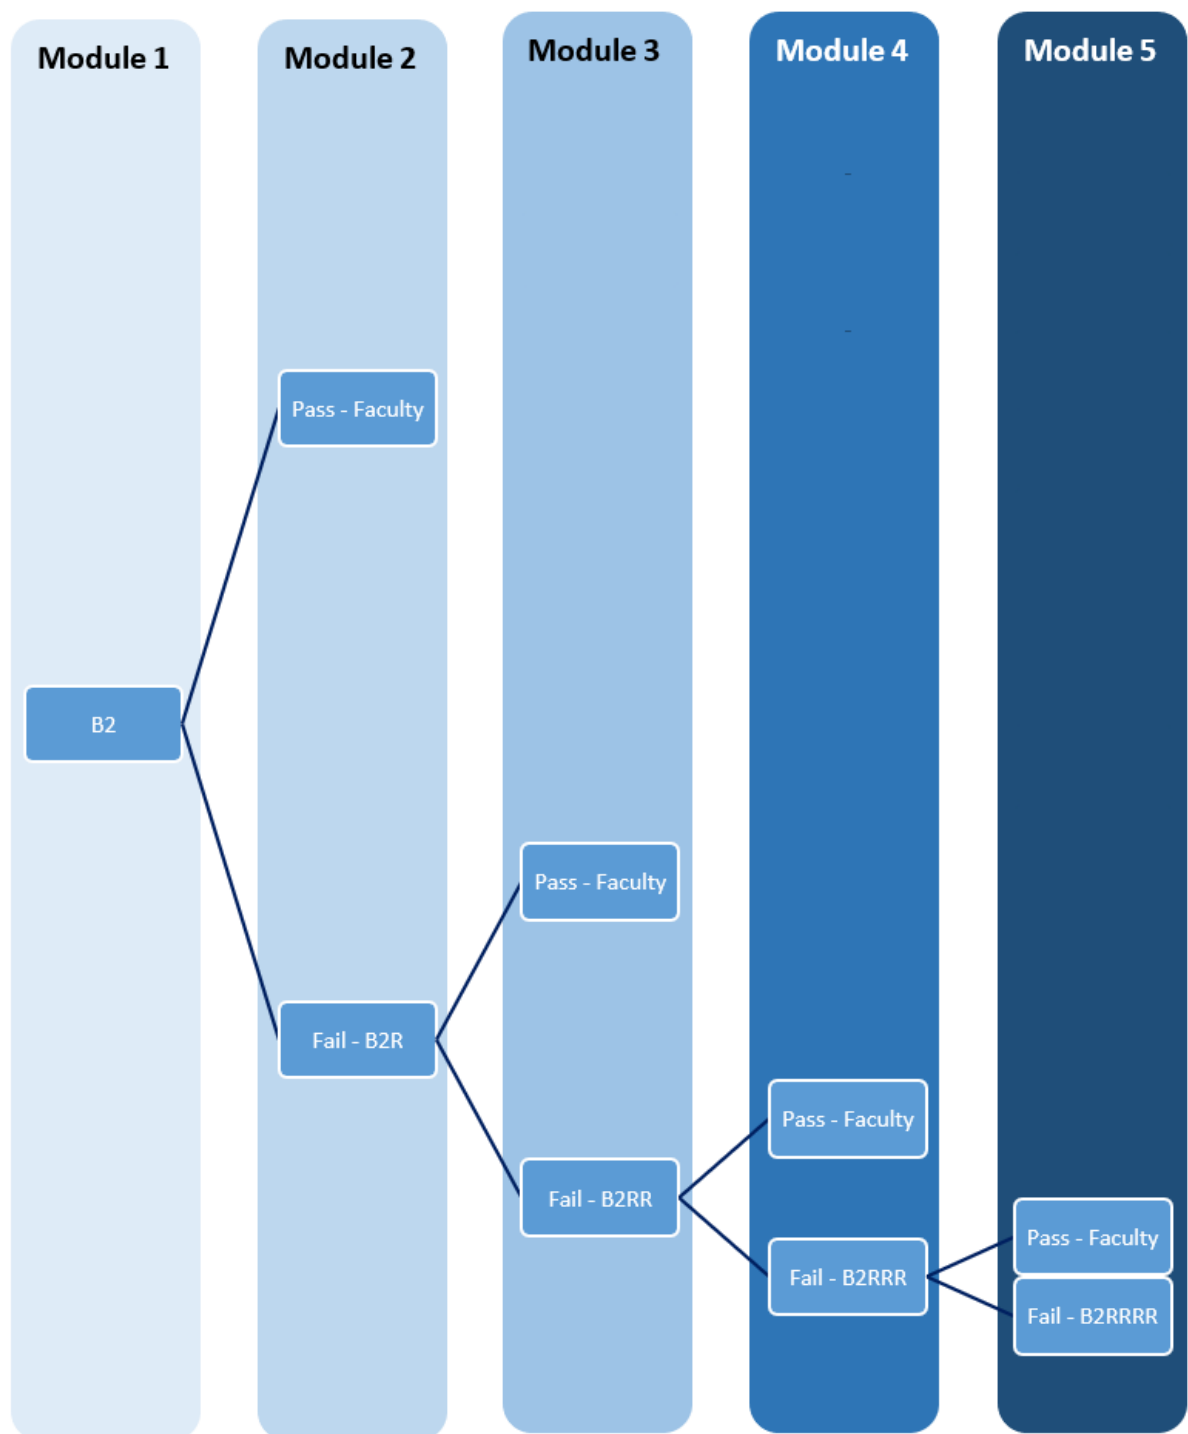 Module 1
Module 2
Module 3
Module 4
Module 5
-
-
Pass - Faculty
B2
Pass - Faculty
Fail - B2R
Pass - Faculty
Fail - B2RR
Pass - Faculty
Fail - B2RRR
Fail - B2RRRR